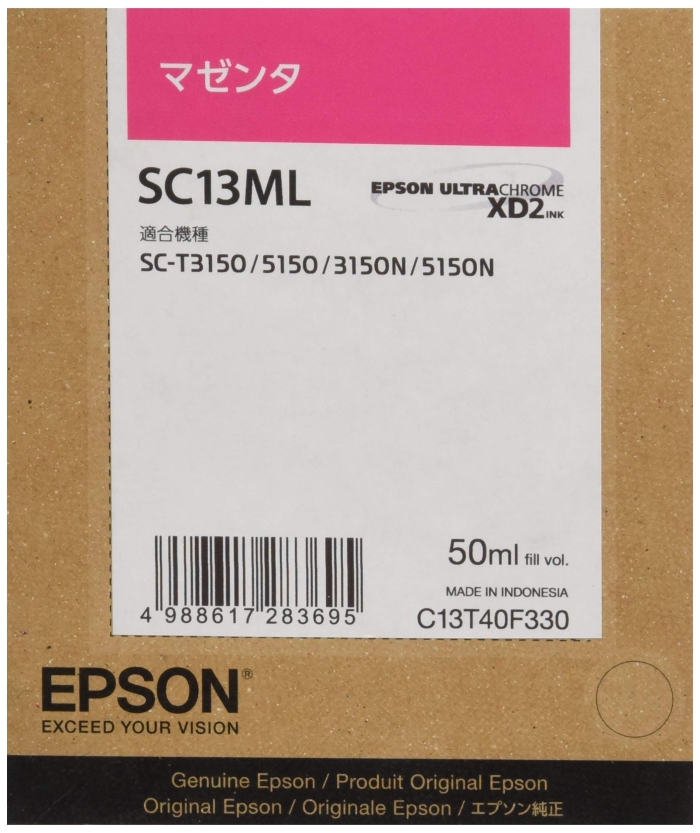 マゼンタ
SC13ML
EPSON ULTRACHROME
XD2 INK
適合機種
SC-T3150/5150/3150N/5150N
50ml fill vol.
MADE IN INDONESIA
4 988617 283695
C13T40F330
EPSON®
EXCEED YOUR VISION
Genuine Epson / Produit Original Epson
Original Epson / Originale Epson / エプソン純正